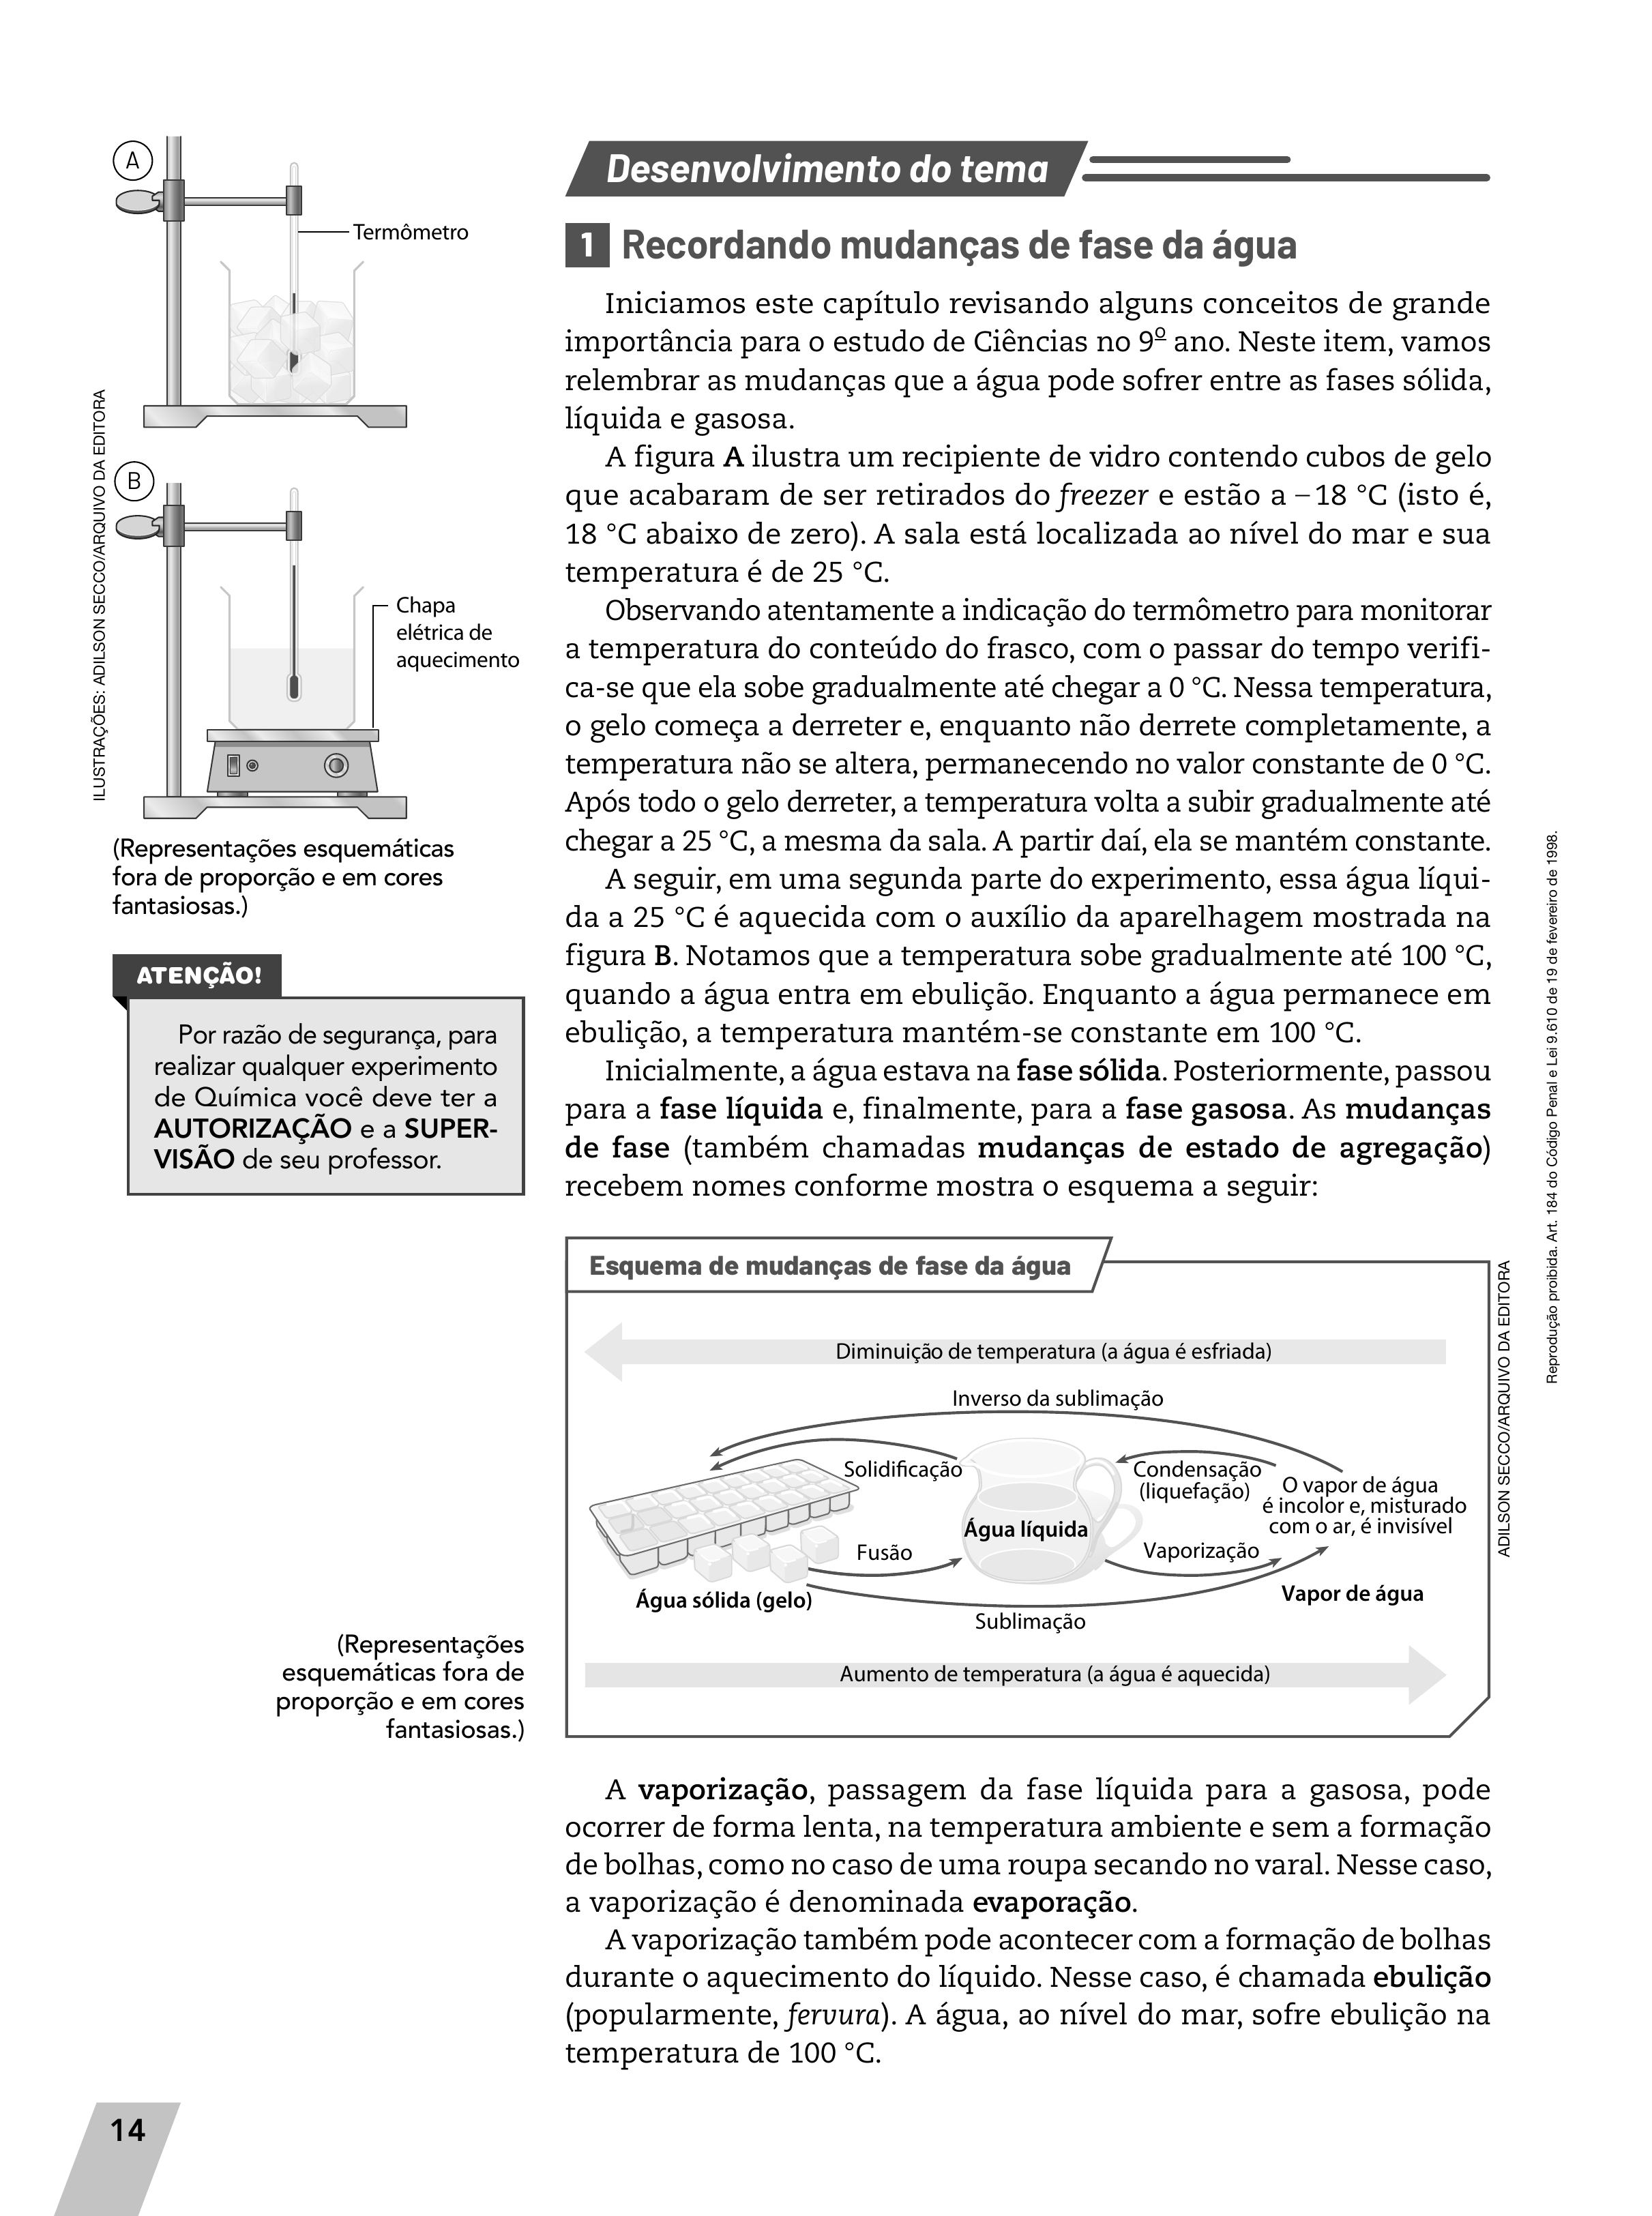 A
Termômetro
B
Chapa
elétrica de
aquecimento
ILUSTRAÇÕES: ADILSON SECCO/ARQUIVO DA EDITORA
(Representações esquemáticas
fora de proporção e em cores
fantasiosas.)
ATENÇÃO!
Por razão de segurança, para
realizar qualquer experimento
de Química você deve ter a
AUTORIZAÇÃO e a SUPER-
VISÃO de seu professor.
Desenvolvimento do tema
1 Recordando mudanças de fase da água
Iniciamos este capítulo revisando alguns conceitos de grande
importância para o estudo de Ciências no 9º ano. Neste item, vamos
relembrar as mudanças que a água pode sofrer entre as fases sólida,
líquida e gasosa.
A figura A ilustra um recipiente de vidro contendo cubos de gelo
que acabaram de ser retirados do freezer e estão a −18 °C (isto é,
18 °C abaixo de zero). A sala está localizada ao nível do mar e sua
temperatura é de 25 °C.
Observando atentamente a indicação do termômetro para monitorar
a temperatura do conteúdo do frasco, com o passar do tempo verifi-
ca-se que ela sobe gradualmente até chegar a 0 °C. Nessa temperatura,
o gelo começa a derreter e, enquanto não derrete completamente, a
temperatura não se altera, permanecendo no valor constante de 0 °C.
Após todo o gelo derreter, a temperatura volta a subir gradualmente até
chegar a 25 °C, a mesma da sala. A partir daí, ela se mantém constante.
A seguir, em uma segunda parte do experimento, essa água líqui-
da a 25 °C é aquecida com o auxílio da aparelhagem mostrada na
figura B. Notamos que a temperatura sobe gradualmente até 100 °C,
quando a água entra em ebulição. Enquanto a água permanece em
ebulição, a temperatura mantém-se constante em 100 °C.
Inicialmente, a água estava na fase sólida. Posteriormente, passou
para a fase líquida e, finalmente, para a fase gasosa. As mudanças
de fase (também chamadas mudanças de estado de agregação)
recebem nomes conforme mostra o esquema a seguir:
Esquema de mudanças de fase da água
Diminuição de temperatura (a água é esfriada)
Inverso da sublimação
Solidificação
Condensação
(liquefação)
O vapor de água
é incolor e, misturado
com o ar, é invisível
Água líquida
Fusão
Vaporização
Água sólida (gelo)
Vapor de água
Sublimação
Aumento de temperatura (a água é aquecida)
ADILSON SECCO/ARQUIVO DA EDITORA
(Representações
esquemáticas fora de
proporção e em cores
fantasiosas.)
A vaporização, passagem da fase líquida para a gasosa, pode
ocorrer de forma lenta, na temperatura ambiente e sem a formação
de bolhas, como no caso de uma roupa secando no varal. Nesse caso,
a vaporização é denominada evaporação.
A vaporização também pode acontecer com a formação de bolhas
durante o aquecimento do líquido. Nesse caso, é chamada ebulição
(popularmente, fervura). A água, ao nível do mar, sofre ebulição na
temperatura de 100 °C.
Reprodução proibida. Art. 184 do Código Penal e Lei 9.610 de 19 de fevereiro de 1998.
14